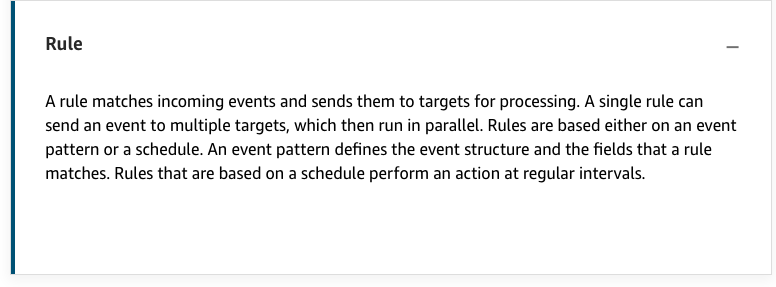 Rule
A rule matches incoming events and sends them to targets for processing. A single rule can
send an event to multiple targets, which then run in parallel. Rules are based either on an event
pattern or a schedule. An event pattern defines the event structure and the fields that a rule
matches. Rules that are based on a schedule perform an action at regular intervals.